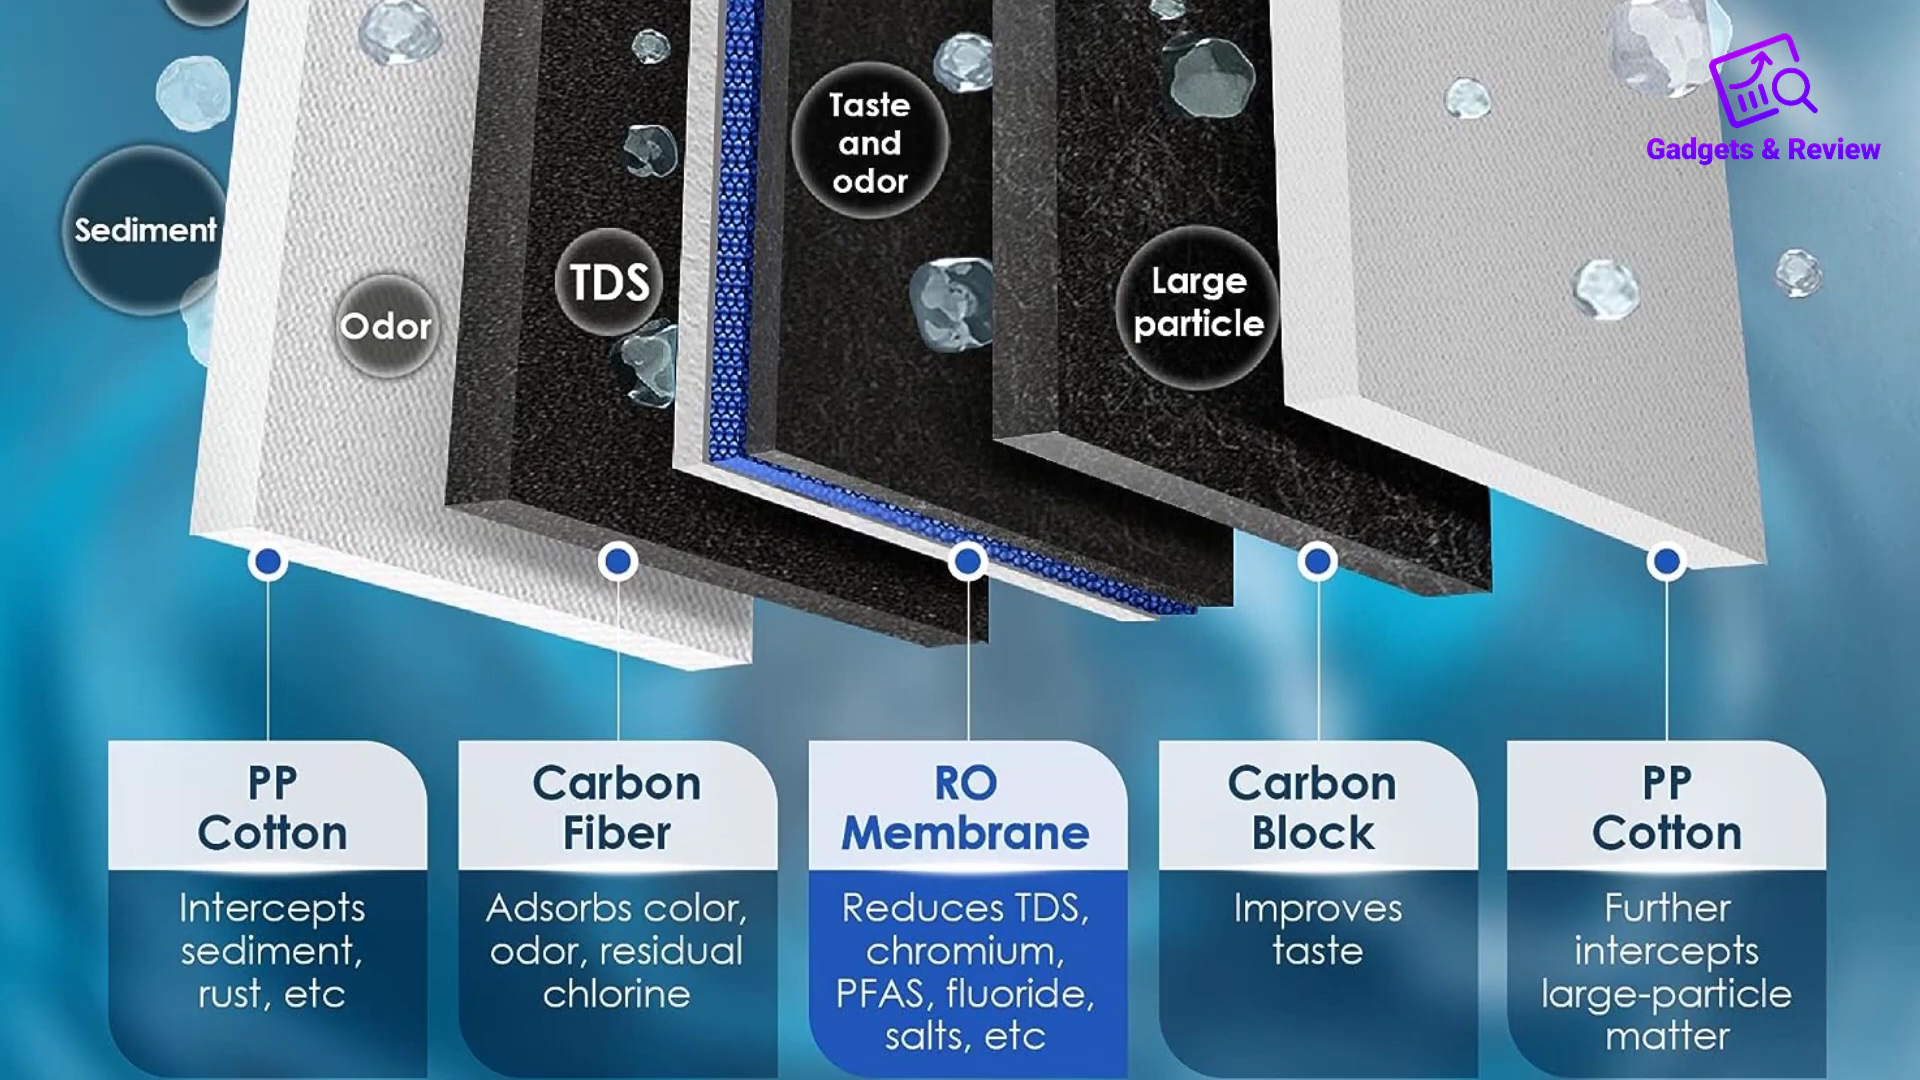 Gadgets & Review
Taste
and
odor
Sediment
TDS
Odor
Large
particle
PP
Cotton
Intercepts
sediment,
rust, etc
Carbon
Fiber
Adsorbs color,
odor, residual
chlorine
RO
Membrane
Reduces TDS,
chromium,
PFAS, fluoride,
salts, etc
Carbon
Block
Improves
taste
PP
Cotton
Further
intercepts
large-particle
matter